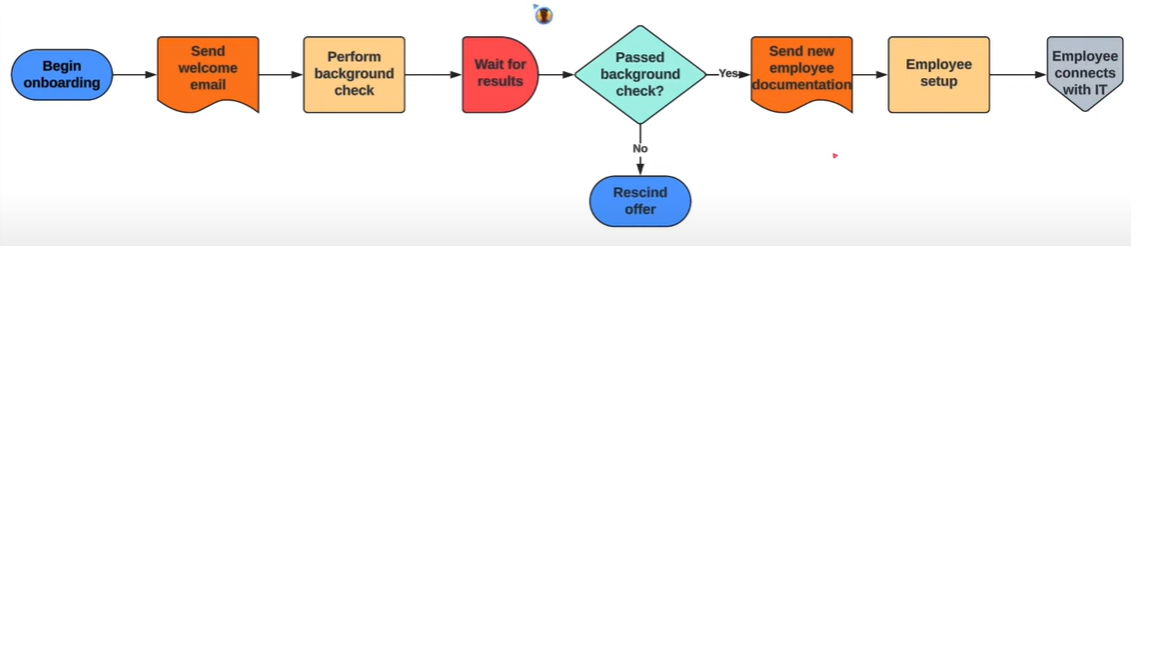 Begin
onboarding
Send
welcome
email
Perform
background
check
Wait for
results
Passed
background
check?
Yes
Send new
employee
documentation
Employee
setup
Employee
connects
with IT
No
Rescind
offer